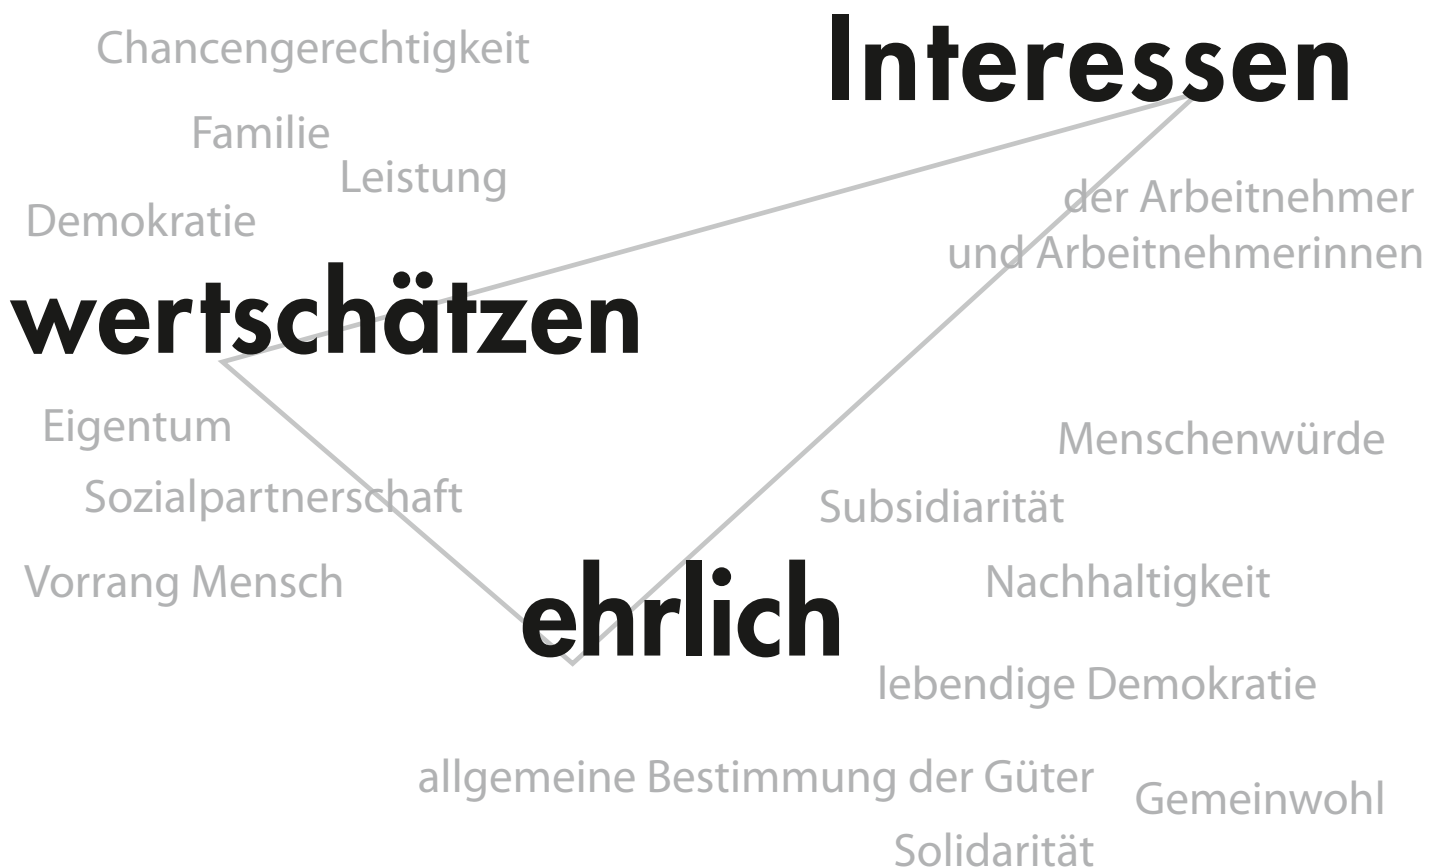 Chancengerechtigkeit
Interessen
Familie
Leistung
der Arbeitnehmer
und Arbeitnehmerinnen
Demokratie
wertschätzen
Eigentum
Menschenwürde
Sozialpartnerschaft
Subsidiarität
Vorrang Mensch
Nachhaltigkeit
ehrlich
lebendige Demokratie
allgemeine Bestimmung der Güter
Gemeinwohl
Solidarität